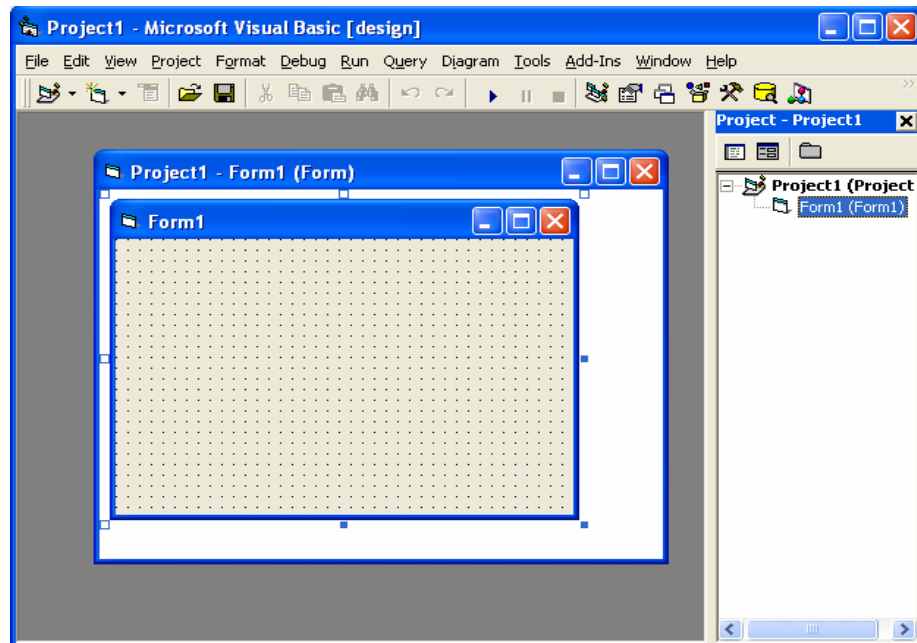 Project1 - Microsoft Visual Basic [design]
File Edit View Project Format Debug Run Query Diagram Tools Add-Ins Window Help
Project - Project1
Project1 - Form1 (Form)
Project1 (Project
Form1 (Form1)
Form1